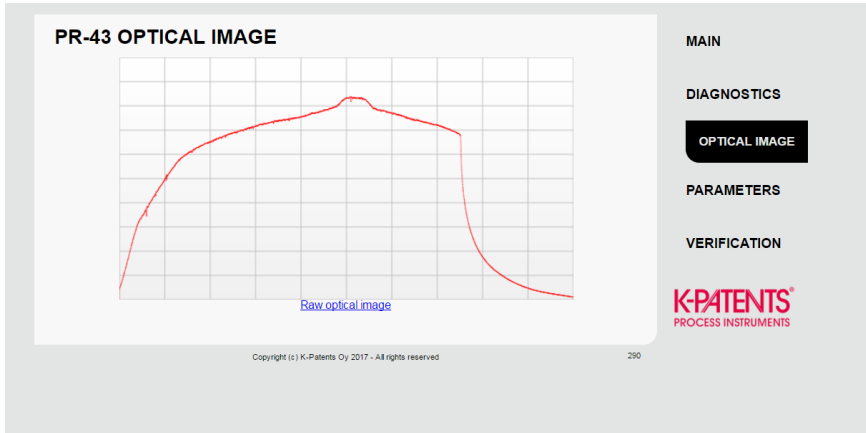 PR-43 OPTICAL IMAGE
Raw optical image
Copyright (c) K-Patents Oy 2017 - All rights reserved
290
MAIN
DIAGNOSTICS
OPTICAL IMAGE
PARAMETERS
VERIFICATION
K-PATENTS®
PROCESS INSTRUMENTS